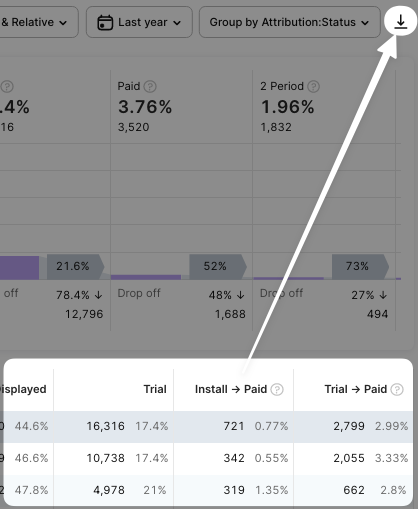 & Relative
Last year
Group by Attribution:Status
Paid ?
2 Period ?
.4%
3.76%
1.96%
16
3,520
1,832
21.6%
52%
73%
off
78.4% ↓
Drop off
48% ↓
Drop off
27% ↓
12,796
1,688
494
isplayed
Trial
Install → Paid ?
Trial → Paid ?
0 44.6%
16,316 17.4%
721 0.77%
2,799 2.99%
9 46.6%
10,738 17.4%
342 0.55%
2,055 3.33%
2 47.8%
4,978 21%
319 1.35%
662 2.8%